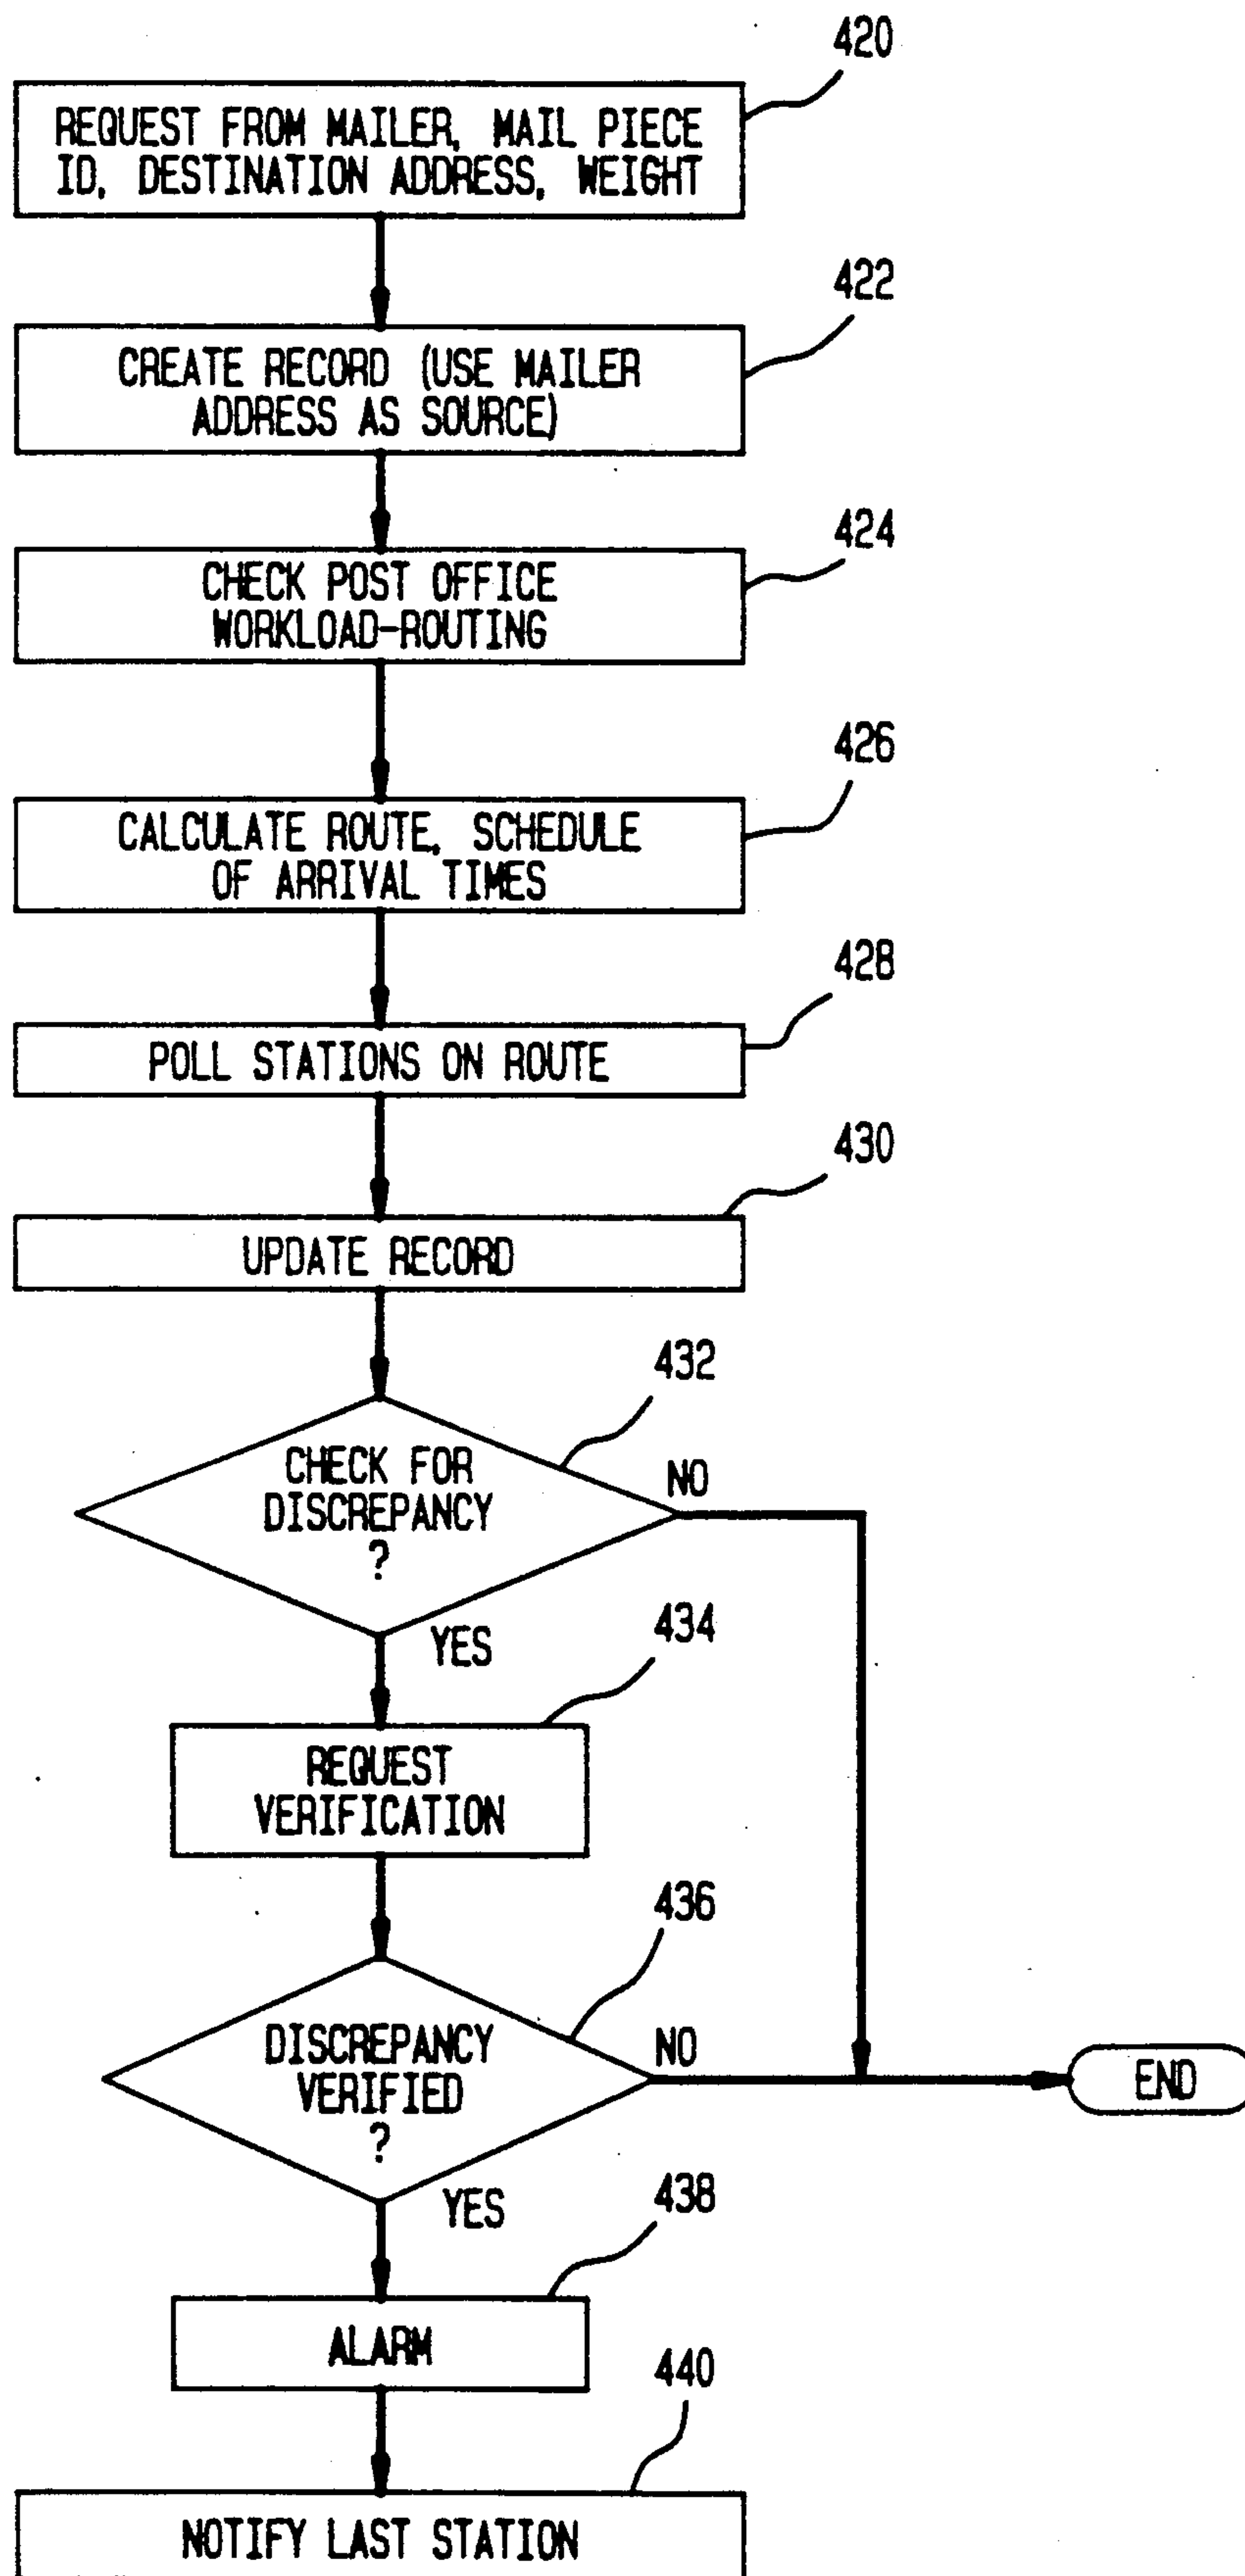 420
REQUEST FROM MAILER, MAIL PIECE
ID, DESTINATION ADDRESS, WEIGHT
422
CREATE RECORD (USE MAILER
ADDRESS AS SOURCE)
424
CHECK POST OFFICE
WORKLOAD-ROUTING
426
CALCULATE ROUTE, SCHEDULE
OF ARRIVAL TIMES
428
POLL STATIONS ON ROUTE
430
UPDATE RECORD
432
CHECK FOR
DISCREPANCY
?
NO
YES
434
REQUEST
VERIFICATION
436
DISCREPANCY
VERIFIED
?
NO
END
YES
438
ALARM
440
NOTIFY LAST STATION